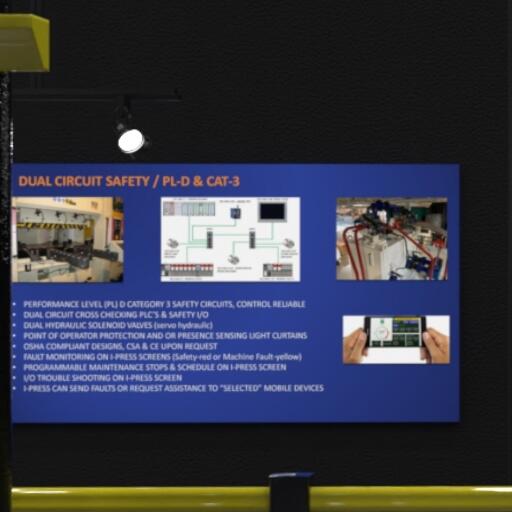 DUAL CIRCUIT SAFETY / PL-D & CAT-3
• PERFORMANCE LEVEL (PL) D CATEGORY 3 SAFETY CIRCUITS, CONTROL RELIABLE
• DUAL CIRCUIT CROSS CHECKING PLC'S & SAFETY I/O
• DUAL HYDRAULIC SOLENOID VALVES (servo hydraulic)
• POINT OF OPERATOR PROTECTION AND OR PRESENCE SENSING LIGHT CURTAINS
• OSHA COMPLIANT DESIGNS, CSA & CE UPON REQUEST
• FAULT MONITORING ON I-PRESS SCREENS (Safety-red or Machine Fault-yellow)
• PROGRAMMABLE MAINTENANCE STOPS & SCHEDULE ON I-PRESS SCREEN
• I/O TROUBLE SHOOTING ON I-PRESS SCREEN
• I-PRESS CAN SEND FAULTS OR REQUEST ASSISTANCE TO "SELECTED" MOBILE DEVICES